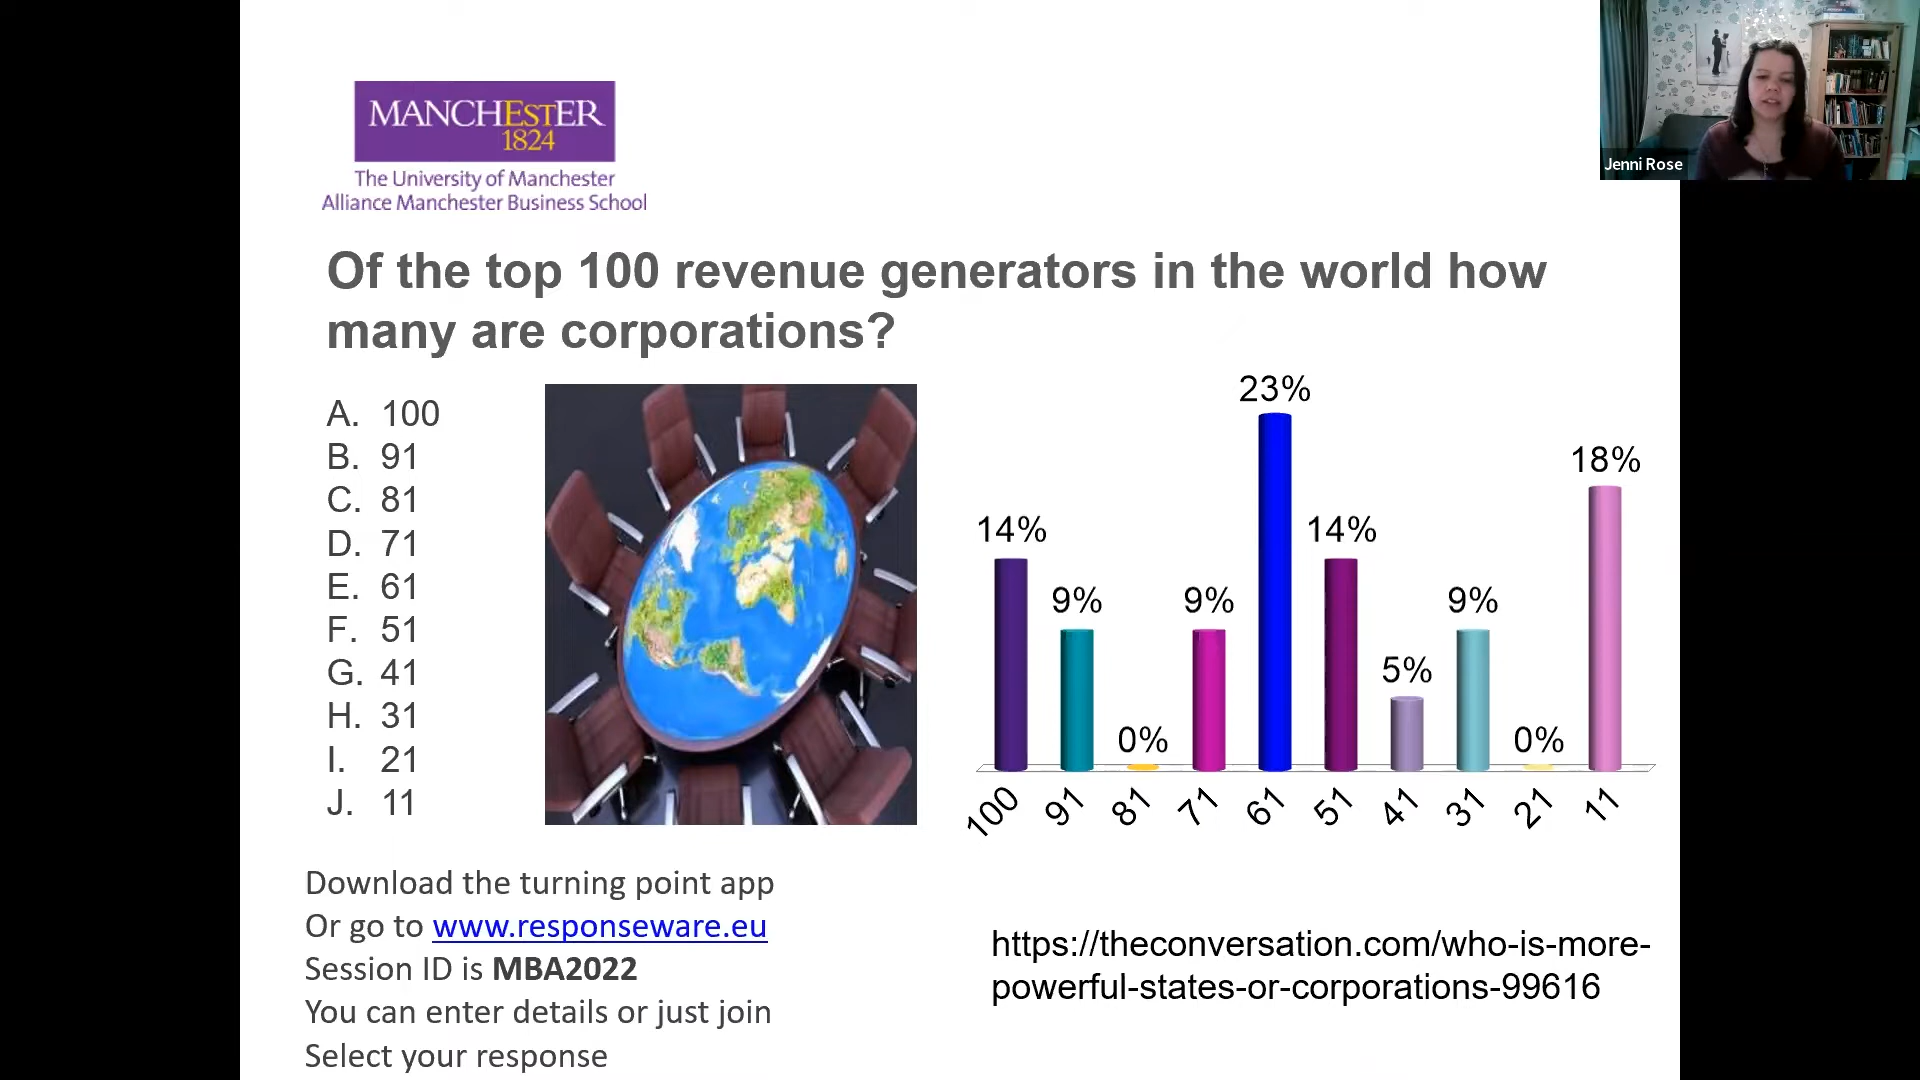 MANCHESTER
1824
The University of Manchester
Alliance Manchester Business School
Jenni Rose
Of the top 100 revenue generators in the world how
many are corporations?
A. 100
B. 91
C. 81
D. 71
E. 61
F. 51
G. 41
H. 31
I. 21
J. 11
14%
9%
0%
9%
23%
14%
5%
9%
0%
18%
100
91
81
71
61
51
41
31
21
11
Download the turning point app
Or go to www.responseware.eu
Session ID is MBA2022
You can enter details or just join
Select your response
https://theconversation.com/who-is-more-
powerful-states-or-corporations-99616